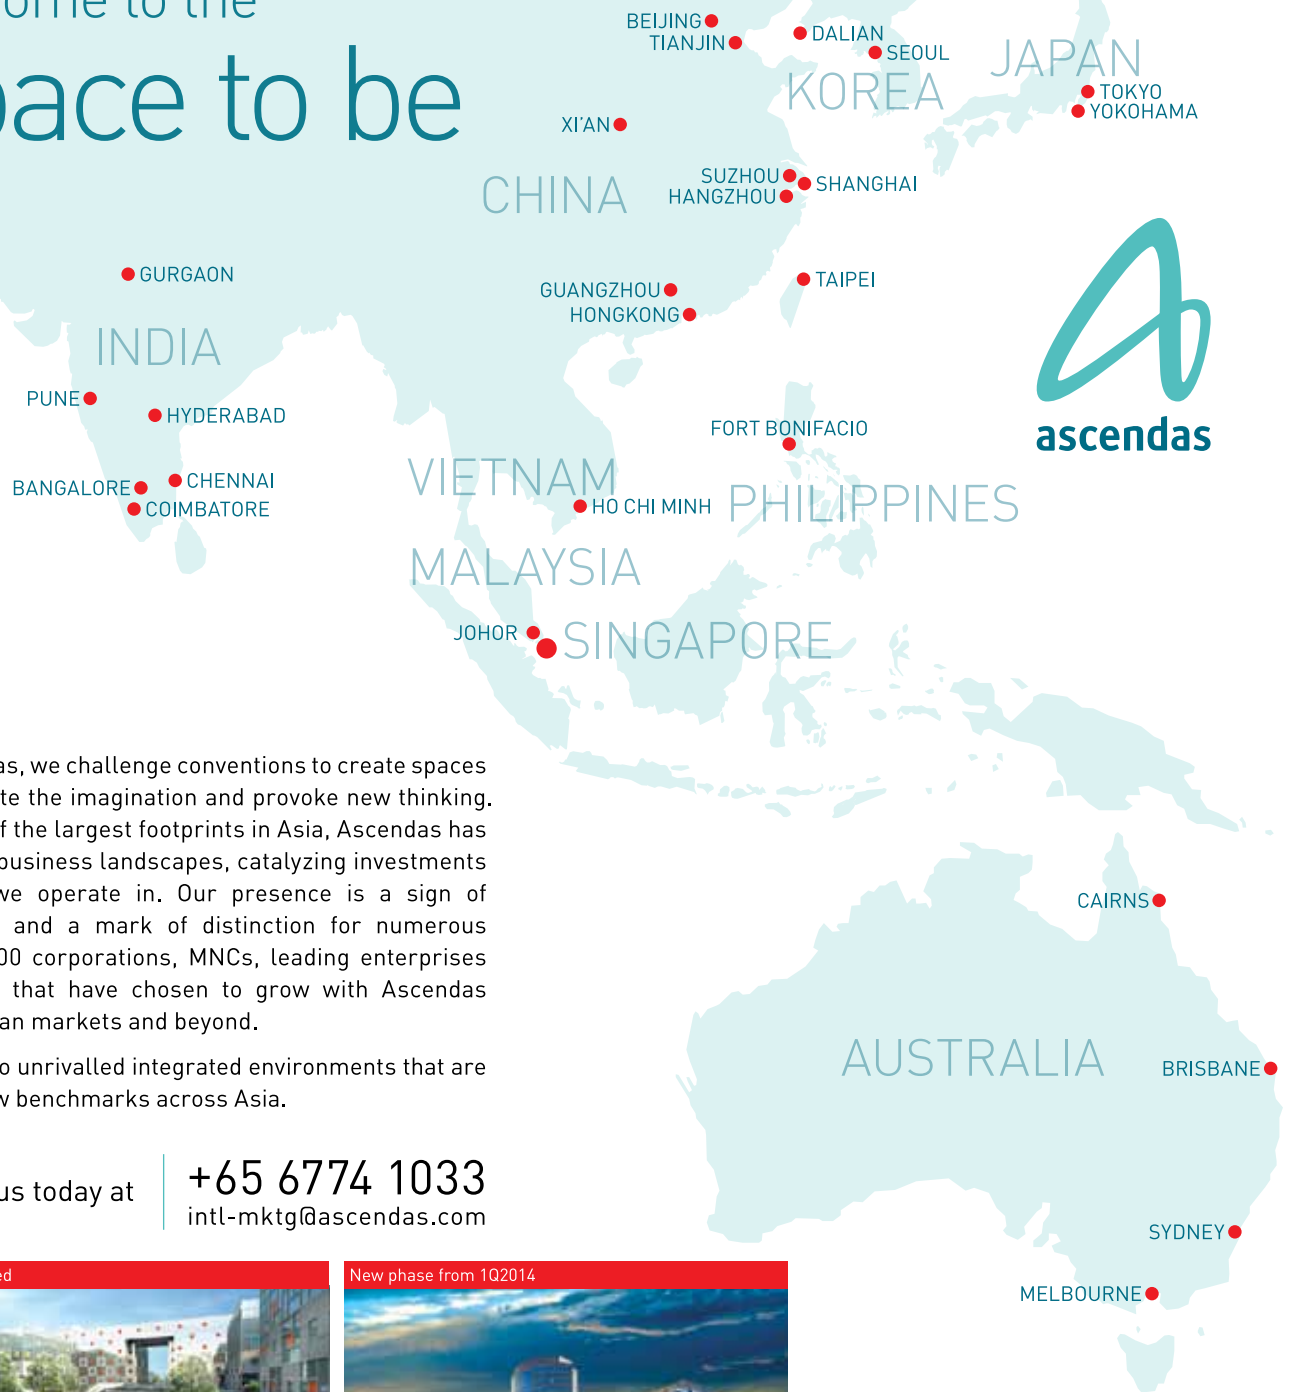 ome to the
pace to be
BEIJING
TIANJIN
DALIAN
SEOUL
KOREA
JAPAN
TOKYO
YOKOHAMA
XI'AN
CHINA
SUZHOU
HANGZHOU
SHANGHAI
GURGAON
GUANGZHOU
HONGKONG
TAIPEI
INDIA
PUNE
HYDERABAD
BANGALORE
CHENNAI
COIMBATORE
ascendas
FORT BONIFACIO
VIETNAM
HO CHI MINH
PHILIPPINES
MALAYSIA
JOHOR
SINGAPORE
as, we challenge conventions to create spaces
te the imagination and provoke new thinking.
f the largest footprints in Asia, Ascendas has
business landscapes, catalyzing investments
we operate in. Our presence is a sign of
and a mark of distinction for numerous
00 corporations, MNCs, leading enterprises
that have chosen to grow with Ascendas
an markets and beyond.
o unrivalled integrated environments that are
w benchmarks across Asia.
us today at
+65 6774 1033
intl-mktg@ascendas.com
CAIRNS
AUSTRALIA
BRISBANE
SYDNEY
MELBOURNE
ed
New phase from 1Q2014